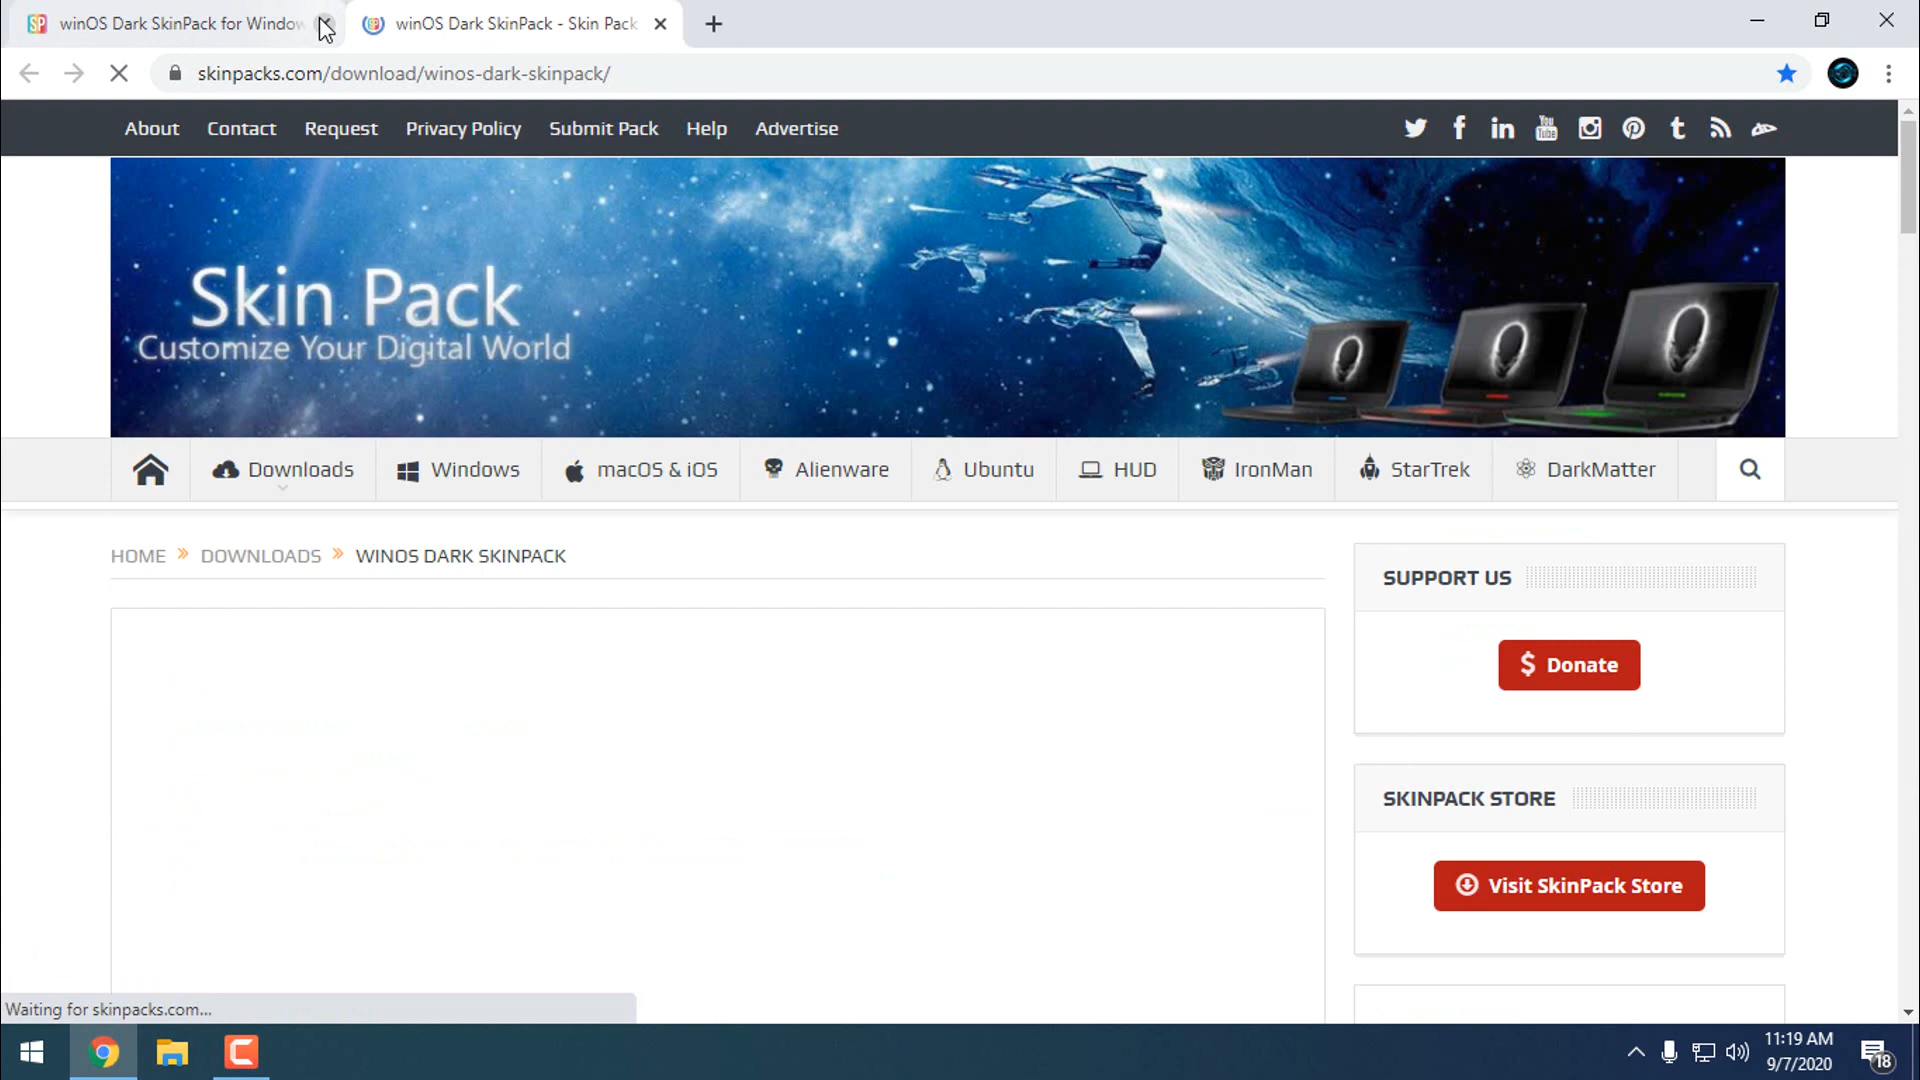 winOS Dark SkinPack for Window
winOS Dark SkinPack - Skin Pack
skinpacks.com/download/winos-dark-skinpack/
About Contact Request Privacy Policy Submit Pack Help Advertise
Skin Pack
Customize Your Digital World
Downloads Windows macOS & iOS Alienware Ubuntu HUD IronMan StarTrek DarkMatter
HOME » DOWNLOADS » WINOS DARK SKINPACK
SUPPORT US
$ Donate
SKINPACK STORE
Visit SkinPack Store
Waiting for skinpacks.com...
11:19 AM
9/7/2020
18